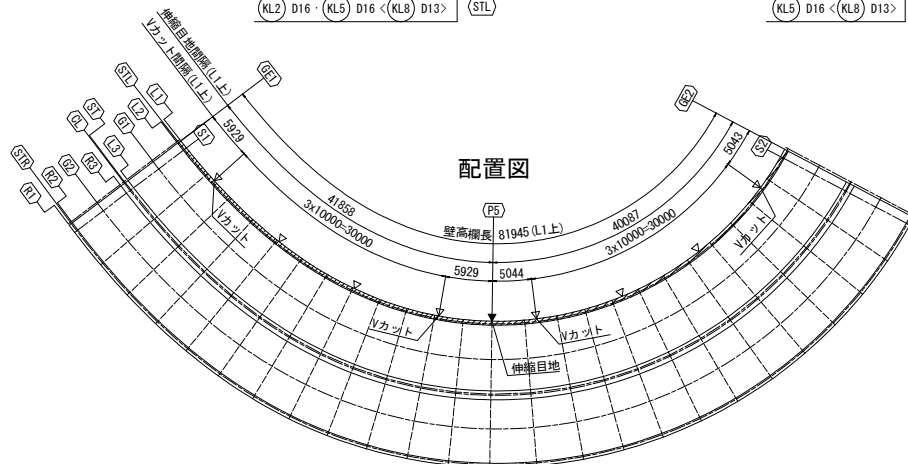 KL2 D16・KL5 D16 <KL8 D13> STL
KL5 D16 <KL8 D13>
伸縮目地間隔(L1上)
Vカット間隔(L1上)
GE1
GE2
L1
STL
L2
S1
S2
G1
ST
CL
L3
R3
G2
R2
STR
R1
5929
5043
配置図
41858
3x10000=30000
P5
40087
3x10000=30000
壁高欄長 81945(L1上)
5929
5044
Vカット
Vカット
Vカット
Vカット
伸縮目地